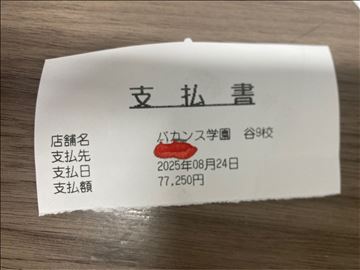 支払書
店舗名 バカンス学園 谷9校
支払先
支払日 2025年08月24日
支払額 77,250円